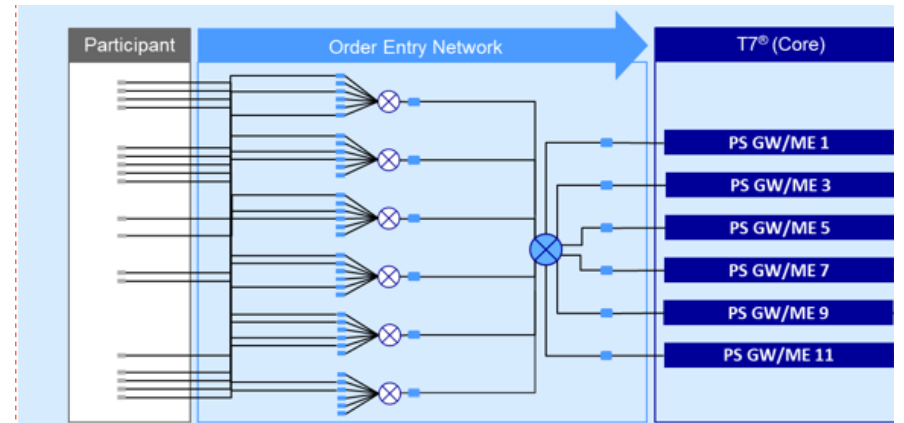 Participant
Order Entry Network
T7® (Core)
PS GW/ME 1
PS GW/ME 3
PS GW/ME 5
PS GW/ME 7
PS GW/ME 9
PS GW/ME 11